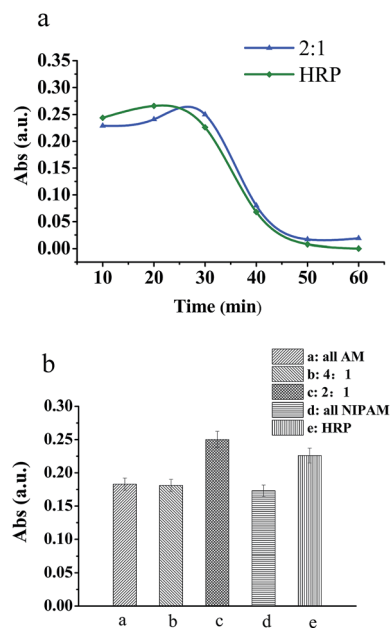 a
2:1
HRP
0.35
0.30
0.25
0.20
0.15
0.10
0.05
0.00
Abs (a.u.)
10 20 30 40 50 60
Time (min)
b
a: all AM
b: 4： 1
c: 2： 1
d: all NIPAM
e: HRP
0.30
0.25
0.20
0.15
0.10
0.05
0.00
Abs (a.u.)
a b c d e